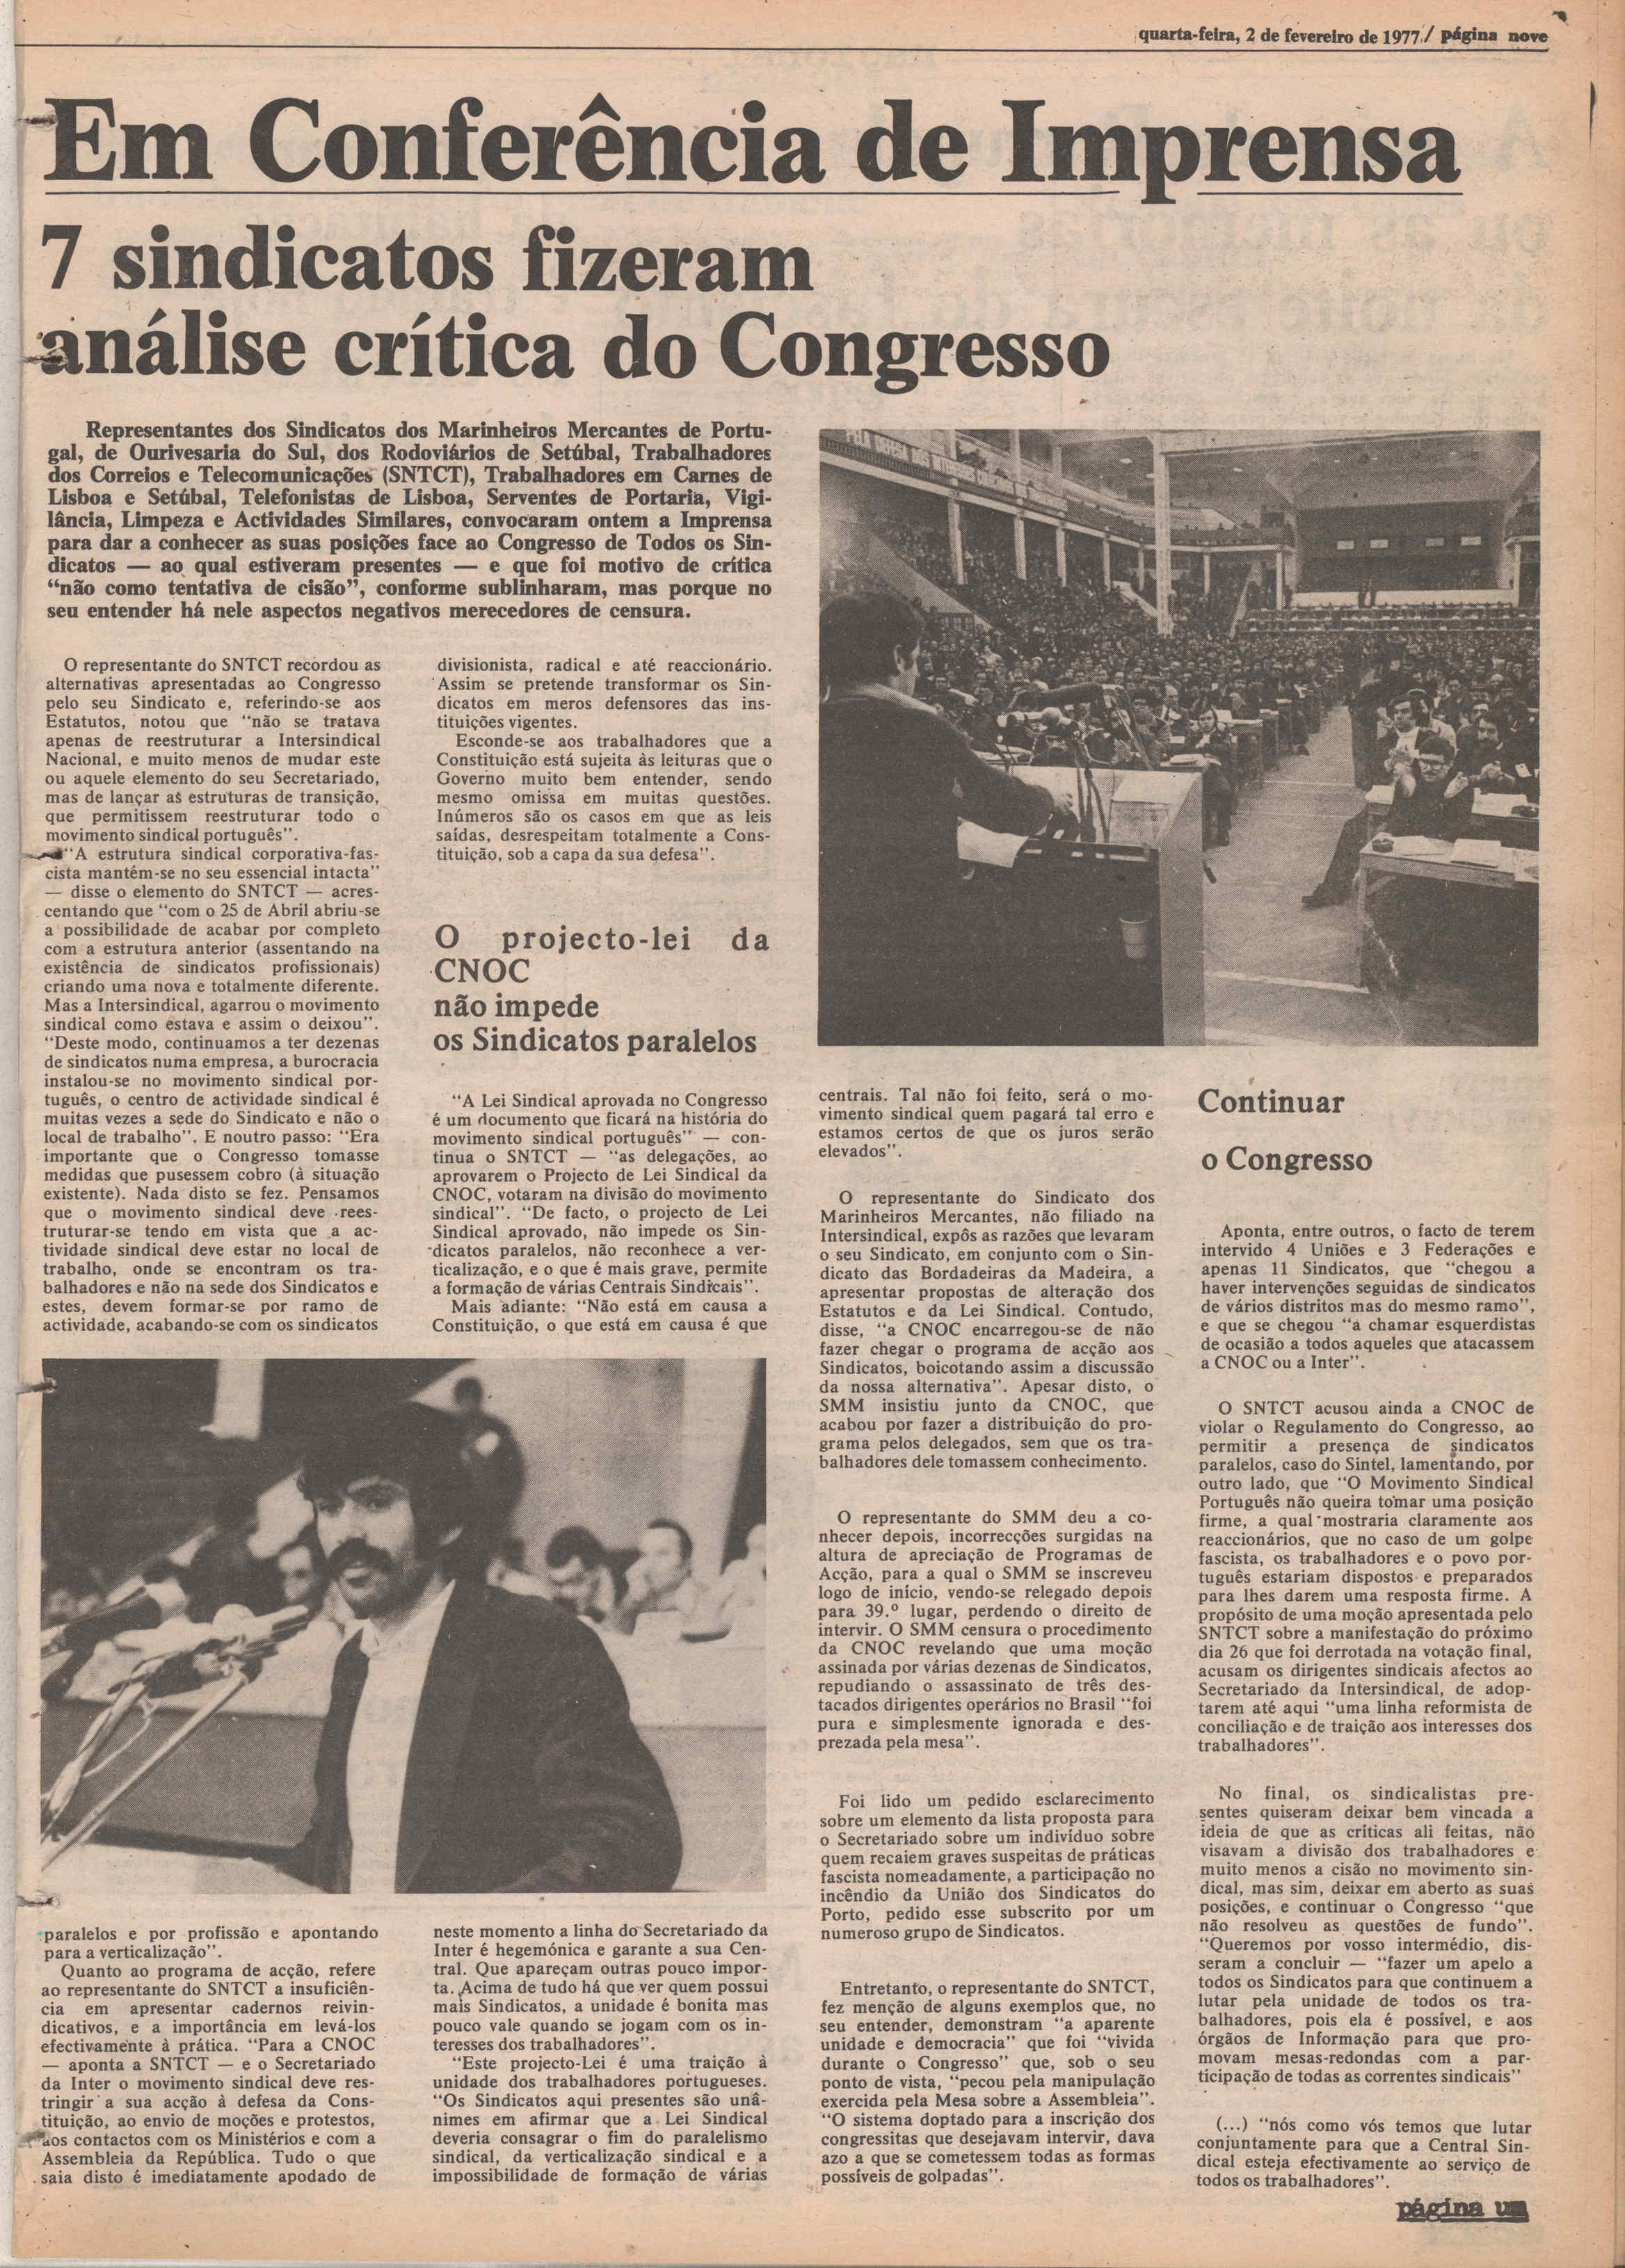 quarta-feira, 2 de fevereiro de 1977 / página nove
Em Conferência de Imprensa
7 sindicatos fizeram
análise crítica do Congresso
Representantes dos Sindicatos dos Marinheiros Mercantes de Portu-
gal, de Ourivesaria do Sul, dos Rodoviários de Setúbal, Trabalhadores
dos Correios e Telecomunicações (SNTCT), Trabalhadores em Carnes de
Lisboa e Setúbal, Telefonistas de Lisboa, Serventes de Portaria, Vigi-
lância, Limpeza e Actividades Similares, convocaram ontem a Imprensa
para dar a conhecer as suas posições face ao Congresso de Todos os Sin-
dicatos — ao qual estiveram presentes — e que foi motivo de crítica
“não como tentativa de cisão”, conforme sublinharam, mas porque no
seu entender há nele aspectos negativos merecedores de censura.
O representante do SNTCT recordou as
alternativas apresentadas ao Congresso
pelo seu Sindicato e, referindo-se aos
Estatutos, notou que “não se tratava
apenas de reestruturar a Intersindical
Nacional, e muito menos de mudar este
ou aquele elemento do seu Secretariado,
mas de lançar as estruturas de transição,
que permitissem reestruturar todo o
movimento sindical português”.
“A estrutura sindical corporativa-fas-
cista mantém-se no seu essencial intacta”
— disse o elemento do SNTCT — acres-
centando que “com o 25 de Abril abriu-se
a possibilidade de acabar por completo
com a estrutura anterior (assentando na
existência de sindicatos profissionais)
criando uma nova e totalmente diferente.
Mas a Intersindical, agarrou o movimento
sindical como estava e assim o deixou”.
“Deste modo, continuamos a ter dezenas
de sindicatos numa empresa, a burocracia
instalou-se no movimento sindical por-
tuguês, o centro de actividade sindical é
muitas vezes a sede do Sindicato e não o
local de trabalho”. E noutro passo: “Era
importante que o Congresso tomasse
medidas que pusessem cobro (à situação
existente). Nada disto se fez. Pensamos
que o movimento sindical deve rees-
truturar-se tendo em vista que a ac-
tividade sindical deve estar no local de
trabalho, onde se encontram os tra-
balhadores e não na sede dos Sindicatos e
estes, devem formar-se por ramo de
actividade, acabando-se com os sindicatos
paralelos e por profissão e apontando
para a verticalização”.
Quanto ao programa de acção, refere
ao representante do SNTCT a insuficiên-
cia em apresentar cadernos reivin-
dicativos, e a importância em levá-los
efectivamente à prática. “Para a CNOC
— aponta a SNTCT — e o Secretariado
da Inter o movimento sindical deve res-
tringir a sua acção à defesa da Cons-
tituição, ao envio de moções e protestos,
aos contactos com os Ministérios e com a
Assembleia da República. Tudo o que
saia disto é imediatamente apodado de
divisionista, radical e até reaccionário.
Assim se pretende transformar os Sin-
dicatos em meros defensores das ins-
tituições vigentes.
Esconde-se aos trabalhadores que a
Constituição está sujeita às leituras que o
Governo muito bem entender, sendo
mesmo omissa em muitas questões.
Inúmeros são os casos em que as leis
saídas, desrespeitam totalmente a Cons-
tituição, sob a capa da sua defesa”.
O projecto-lei da
CNOC
não impede
os Sindicatos paralelos
“A Lei Sindical aprovada no Congresso
é um documento que ficará na história do
movimento sindical português” — con-
tinua o SNTCT — “as delegações, ao
aprovarem o Projecto de Lei Sindical da
CNOC, votaram na divisão do movimento
sindical”. “De facto, o projecto de Lei
Sindical aprovado, não impede os Sin-
dicatos paralelos, não reconhece a ver-
ticalização, e o que é mais grave, permite
a formação de várias Centrais Sindicais”.
Mais adiante: “Não está em causa a
Constituição, o que está em causa é que
neste momento a linha do Secretariado da
Inter é hegemónica e garante a sua Cen-
tral. Que apareçam outras pouco impor-
ta. Acima de tudo há que ver quem possui
mais Sindicatos, a unidade é bonita mas
pouco vale quando se jogam com os in-
teresses dos trabalhadores”.
“Este projecto-Lei é uma traição à
unidade dos trabalhadores portugueses.
“Os Sindicatos aqui presentes são unâ-
nimes em afirmar que a Lei Sindical
deveria consagrar o fim do paralelismo
sindical, da verticalização sindical e a
impossibilidade de formação de várias
centrais. Tal não foi feito, será o mo-
vimento sindical quem pagará tal erro e
estamos certos de que os juros serão
elevados”.
O representante do Sindicato dos
Marinheiros Mercantes, não filiado na
Intersindical, expôs as razões que levaram
o seu Sindicato, em conjunto com o Sin-
dicato das Bordadeiras da Madeira, a
apresentar propostas de alteração dos
Estatutos e da Lei Sindical. Contudo,
disse, “a CNOC encarregou-se de não
fazer chegar o programa de acção aos
Sindicatos, boicotando assim a discussão
da nossa alternativa”. Apesar disto, o
SMM insistiu junto da CNOC, que
acabou por fazer a distribuição do pro-
grama pelos delegados, sem que os tra-
balhadores dele tomassem conhecimento.
O representante do SMM deu a co-
nhecer depois, incorrecções surgidas na
altura de apreciação de Programas de
Acção, para a qual o SMM se inscreveu
logo de início, vendo-se relegado depois
para 39.º lugar, perdendo o direito de
intervir. O SMM censura o procedimento
da CNOC revelando que uma moção
assinada por várias dezenas de Sindicatos,
repudiando o assassinato de três des-
tacados dirigentes operários no Brasil “foi
pura e simplesmente ignorada e des-
prezada pela mesa”.
Foi lido um pedido esclarecimento
sobre um elemento da lista proposta para
o Secretariado sobre um indivíduo sobre
quem recaiem graves suspeitas de práticas
fascista nomeadamente, a participação no
incêndio da União dos Sindicatos do
Porto, pedido esse subscrito por um
numeroso grupo de Sindicatos.
Entretanto, o representante do SNTCT,
fez menção de alguns exemplos que, no
seu entender, demonstram “a aparente
unidade e democracia” que foi “vivida
durante o Congresso” que, sob o seu
ponto de vista, “pecou pela manipulação
exercida pela Mesa sobre a Assembleia”.
“O sistema doptado para a inscrição dos
congressitas que desejavam intervir, dava
azo a que se cometessem todas as formas
possíveis de golpadas”.
Continuar
o Congresso
Aponta, entre outros, o facto de terem
intervido 4 Uniões e 3 Federações e
apenas 11 Sindicatos, que “chegou a
haver intervenções seguidas de sindicatos
de vários distritos mas do mesmo ramo”,
e que se chegou “a chamar esquerdistas
de ocasião a todos aqueles que atacassem
a CNOC ou a Inter”.
O SNTCT acusou ainda a CNOC de
violar o Regulamento do Congresso, ao
permitir a presença de sindicatos
paralelos, caso do Sintel, lamentando, por
outro lado, que “O Movimento Sindical
Português não queira tomar uma posição
firme, a qual mostraria claramente aos
reaccionários, que no caso de um golpe
fascista, os trabalhadores e o povo por-
tuguês estariam dispostos e preparados
para lhes darem uma resposta firme. A
propósito de uma moção apresentada pelo
SNTCT sobre a manifestação do próximo
dia 26 que foi derrotada na votação final,
acusam os dirigentes sindicais afectos ao
Secretariado da Intersindical, de adop-
tarem até aqui “uma linha reformista de
conciliação e de traição aos interesses dos
trabalhadores”.
No final, os sindicalistas pre-
sentes quiseram deixar bem vincada a
ideia de que as críticas ali feitas, não
visavam a divisão dos trabalhadores e
muito menos a cisão no movimento sin-
dical, mas sim, deixar em aberto as suas
posições, e continuar o Congresso “que
não resolveu as questões de fundo”.
“Queremos por vosso intermédio, dis-
seram a concluir — “fazer um apelo a
todos os Sindicatos para que continuem a
lutar pela unidade de todos os tra-
balhadores, pois ela é possível, e aos
órgãos de Informação para que pro-
movam mesas-redondas com a par-
ticipação de todas as correntes sindicais”
(...) “nós como vós temos que lutar
conjuntamente para que a Central Sin-
dical esteja efectivamente ao serviço de
todos os trabalhadores”.
página um